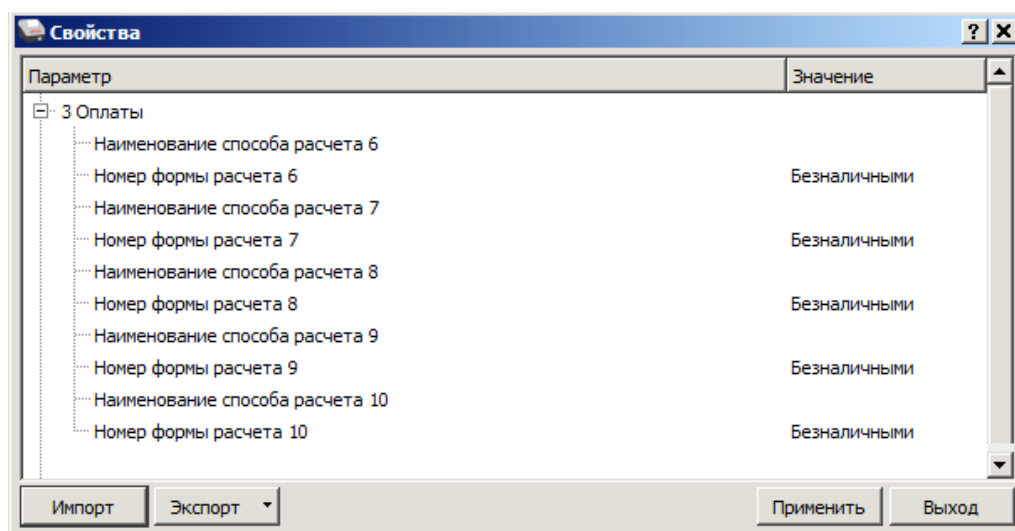 Свойства
Параметр Значение
3 Оплаты
Наименование способа расчета 6
Номер формы расчета 6 Безналичными
Наименование способа расчета 7
Номер формы расчета 7 Безналичными
Наименование способа расчета 8
Номер формы расчета 8 Безналичными
Наименование способа расчета 9
Номер формы расчета 9 Безналичными
Наименование способа расчета 10
Номер формы расчета 10 Безналичными
Импорт Экспорт Применить Выход